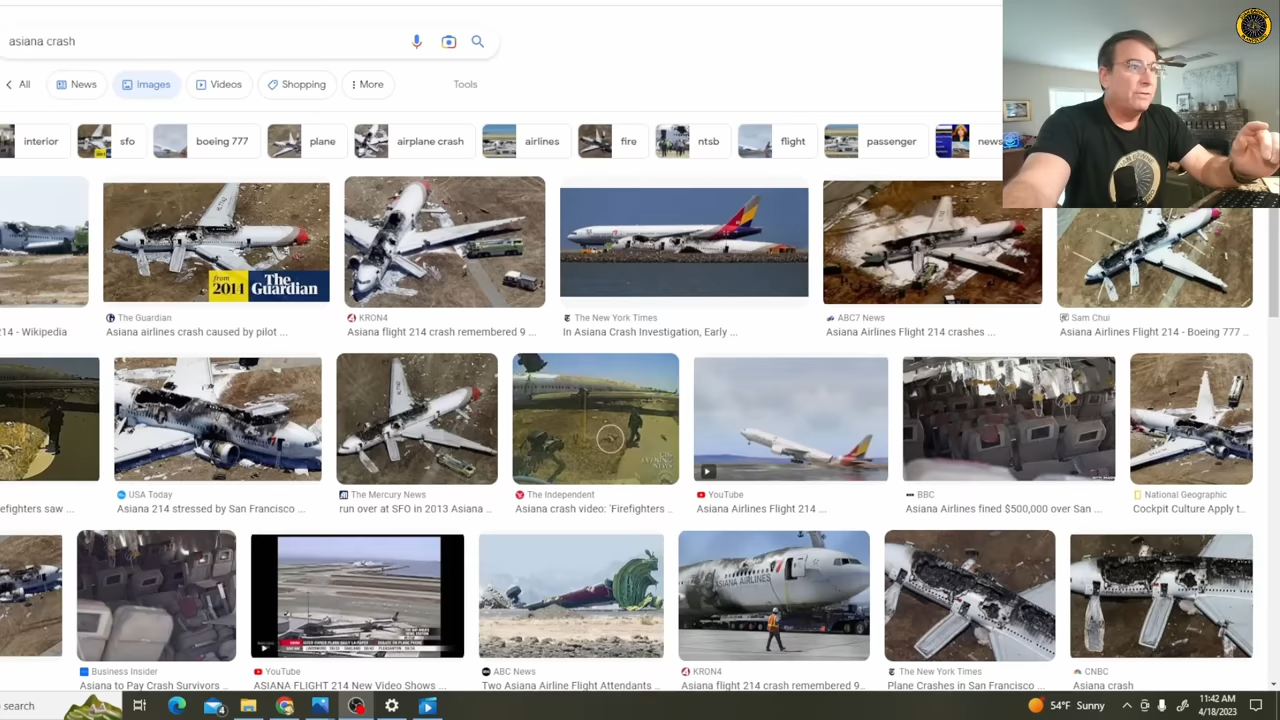 asiana crash
All
News
Images
Videos
Shopping
More
Tools
interior
sfo
boeing 777
plane
airplane crash
airlines
fire
ntsb
flight
passenger
news
from
2014
The
Guardian
The Guardian
KRON4
The New York Times
ABC7 News
Sam Chui
14 - Wikipedia
Asiana airlines crash caused by pilot ...
Asiana flight 214 crash remembered 9 ...
In Asiana Crash Investigation, Early ...
Asiana Airlines Flight 214 crashes ...
Asiana Airlines Flight 214 - Boeing 777 ..
USA Today
The Mercury News
The Independent
YouTube
BBC
National Geographic
efighters saw ...
Asiana 214 stressed by San Francisco ...
run over at SFO in 2013 Asiana ..
Asiana crash video: 'Firefighters ..
Asiana Airlines Flight 214 ...
Asiana Airlines fined $500,000 over San ...
Cockpit Culture Apply t..
ASIANA AIRLINES
Business Insider
YouTube
ABC News
KRON4
The New York Times
CNBC
Asiana to Pay Crash Survivors ..
ASIANA FLIGHT 214 New Video Shows ...
Two Asiana Airline Flight Attendants ..
Asiana flight 214 crash remembered 9...
Plane Crashes in San Francisco ...
Asiana crash
search
54°F Sunny
11:42 AM
4/18/2023